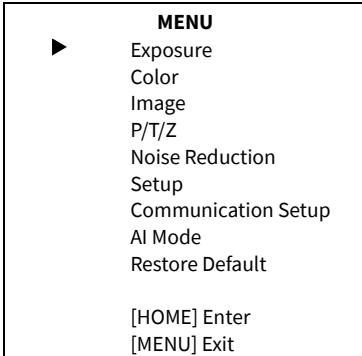 MENU
Exposure
Color
Image
P/T/Z
Noise Reduction
Setup
Communication Setup
AI Mode
Restore Default
[HOME] Enter
[MENU] Exit